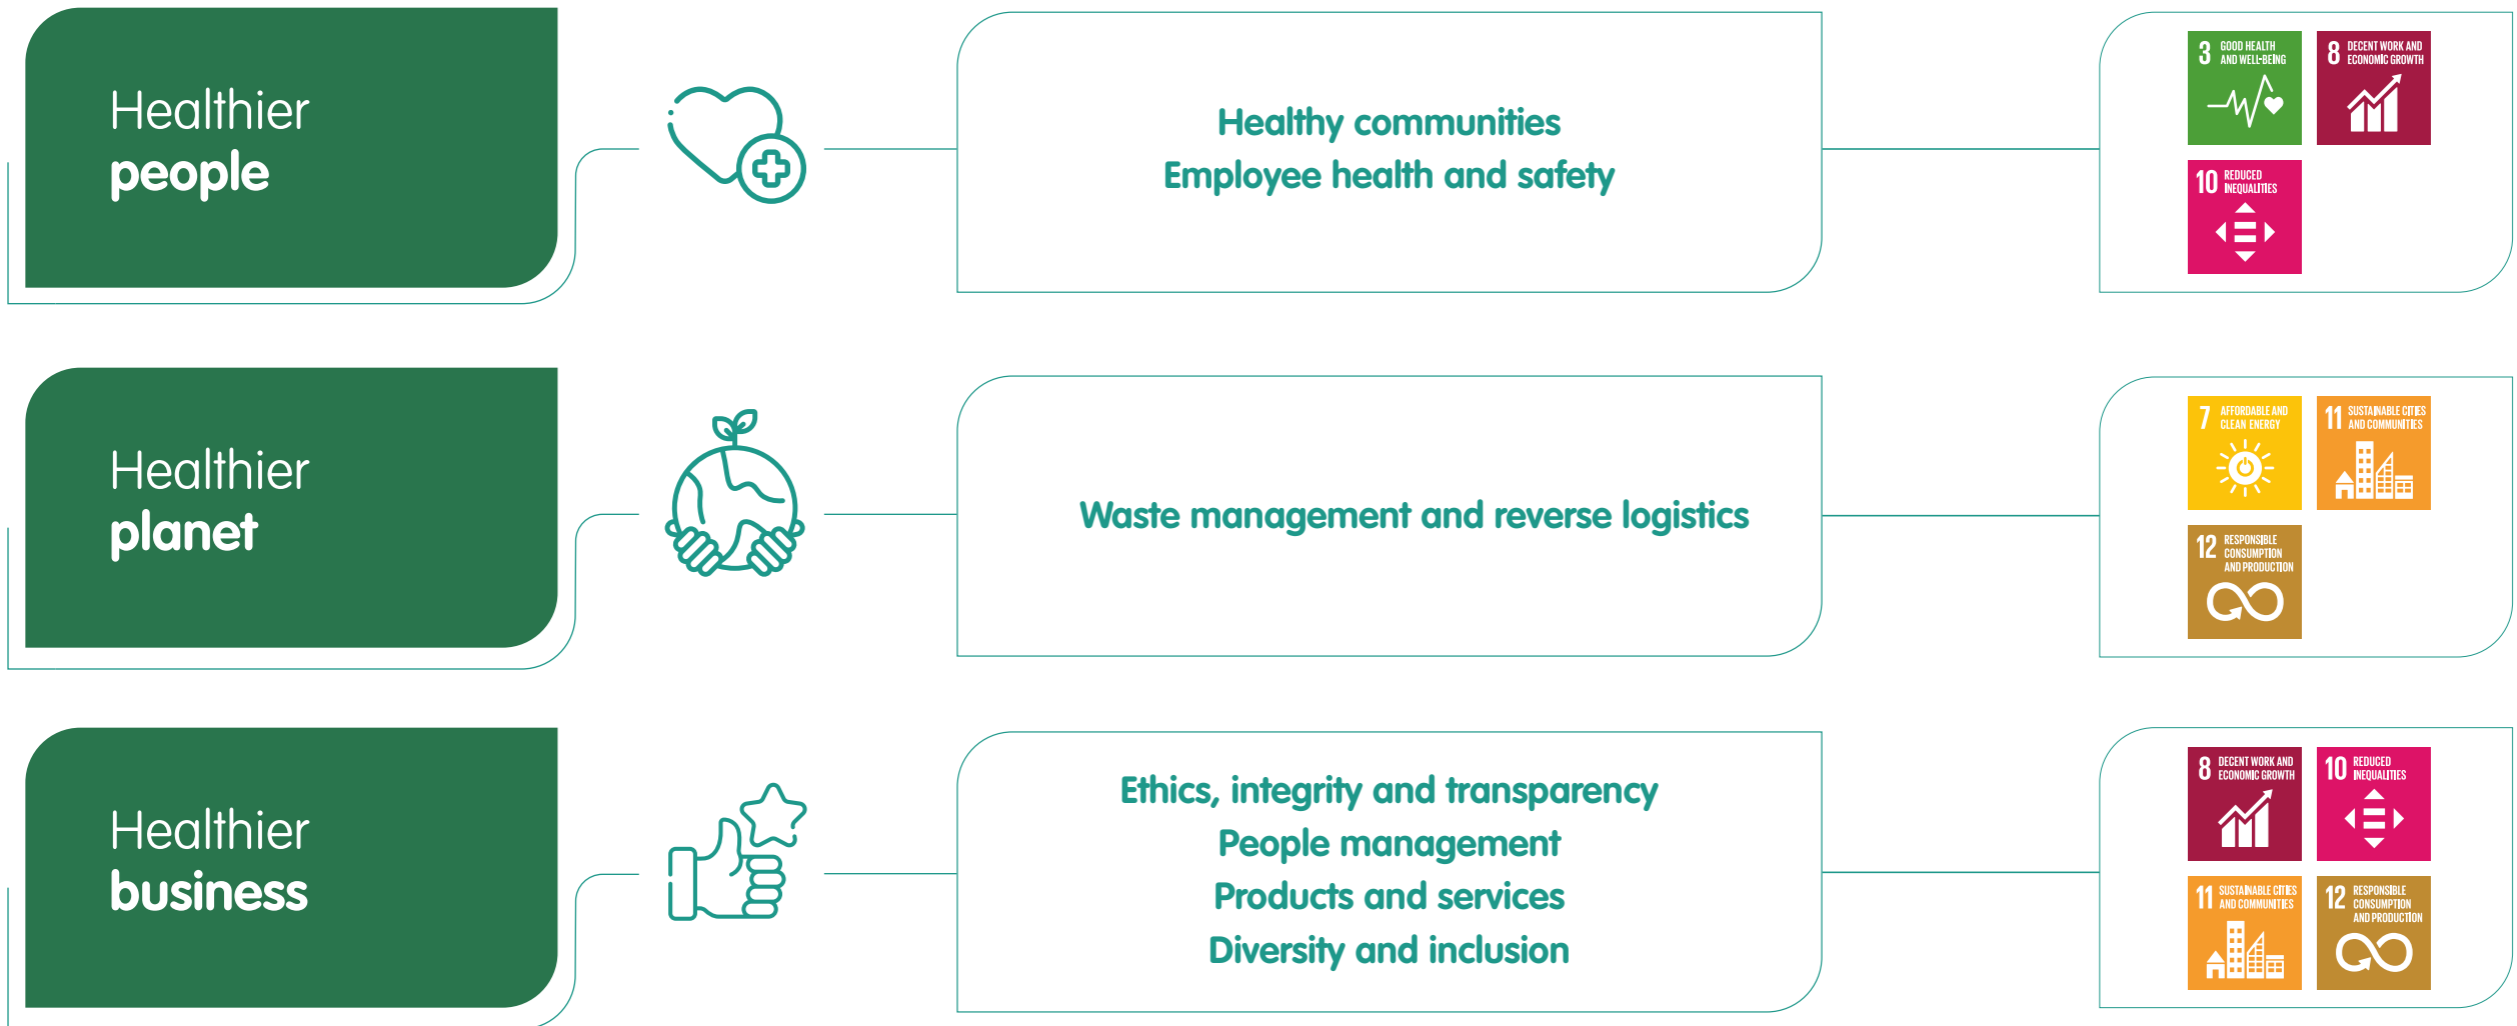 Healthier
people
Healthy communities
Employee health and safety
3 GOOD HEALTH
AND WELL-BEING
8 DECENT WORK AND
ECONOMIC GROWTH
10 REDUCED
INEQUALITIES
Healthier
planet
Waste management and reverse logistics
7 AFFORDABLE AND
CLEAN ENERGY
11 SUSTAINABLE CITIES
AND COMMUNITIES
12 RESPONSIBLE
CONSUMPTION
AND PRODUCTION
Healthier
business
Ethics, integrity and transparency
People management
Products and services
Diversity and inclusion
8 DECENT WORK AND
ECONOMIC GROWTH
10 REDUCED
INEQUALITIES
11 SUSTAINABLE CITIES
AND COMMUNITIES
12 RESPONSIBLE
CONSUMPTION
AND PRODUCTION